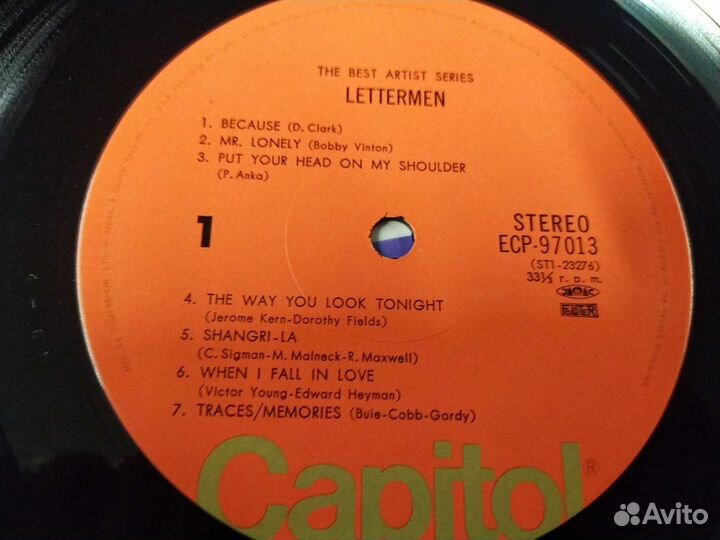 THE BEST ARTIST SERIES
LETTERMEN
1. BECAUSE (D. Clark)
2. MR. LONELY (Bobby Vinton)
3. PUT YOUR HEAD ON MY SHOULDER
(P. Anka)
1
STEREO
ECP-97013
(ST1-23276)
33⅓ r. p. m.
4. THE WAY YOU LOOK TONIGHT
(Jerome Kern-Dorothy Fields)
5. SHANGRI-LA
(C. Sigman-M. Malneck-R. Maxwell)
6. WHEN I FALL IN LOVE
(Victor Young-Edward Heyman)
7. TRACES/MEMORIES (Buie-Cobb-Gordy)
Capitol®
Avito